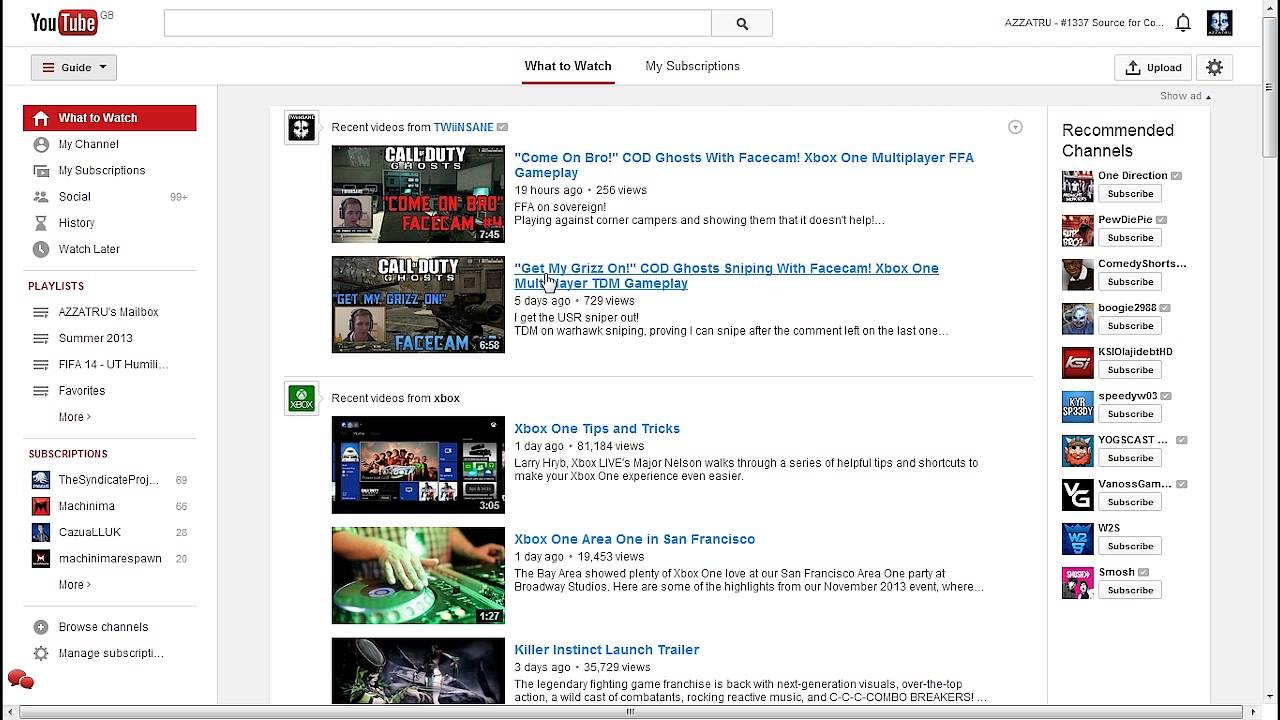 YouTube GB
AZZATRU - #1337 Source for Co...
Guide
What to Watch
My Subscriptions
Upload
Show ad
What to Watch
My Channel
My Subscriptions
Social 99+
History
Watch Later
PLAYLISTS
AZZATRU's Mailbox
Summer 2013
FIFA 14 - UT Humili...
Favorites
More ›
SUBSCRIPTIONS
TheSyndicateProj... 69
Machinima 66
CazuaLLUK 28
machinimarespawn 20
More ›
Browse channels
Manage subscripti...
Recent videos from TWiiNSANE
CALL OF DUTY
GHOSTS
"COME ON BRO"
FACECAM #4
7:45
"Come On Bro!" COD Ghosts With Facecam! Xbox One Multiplayer FFA
Gameplay
19 hours ago • 256 views
FFA on sovereign!
Playing against corner campers and showing them that it doesn't help!...
CALL OF DUTY
GHOSTS
"GET MY GRIZZ ON!"
FACECAM
6:58
"Get My Grizz On!" COD Ghosts Sniping With Facecam! Xbox One
Multiplayer TDM Gameplay
5 days ago • 729 views
I get the USR sniper out!
TDM on warhawk sniping, proving I can snipe after the comment left on the last one...
XBOX
Recent videos from xbox
3:05
Xbox One Tips and Tricks
1 day ago • 81,184 views
Larry Hryb, Xbox LIVE's Major Nelson walks through a series of helpful tips and shortcuts to
make your Xbox One experience even easier.
1:27
Xbox One Area One in San Francisco
1 day ago • 19,453 views
The Bay Area showed plenty of Xbox One love at our San Francisco Area One party at
Broadway Studios. Here are some of the highlights from our November 2013 event, where...
Killer Instinct Launch Trailer
3 days ago • 35,729 views
The legendary fighting game franchise is back with next-generation visuals, over-the-top
action, a wild cast of combatants, rocking reactive music, and C-C-C-COMBO BREAKERS! ...
Recommended
Channels
One Direction
Subscribe
PewDiePie
Subscribe
ComedyShorts...
Subscribe
boogie2988
Subscribe
KSIOlajidebtHD
Subscribe
speedyw03
Subscribe
YOGSCAST ...
Subscribe
VanossGam...
Subscribe
W2S
Subscribe
Smosh
Subscribe